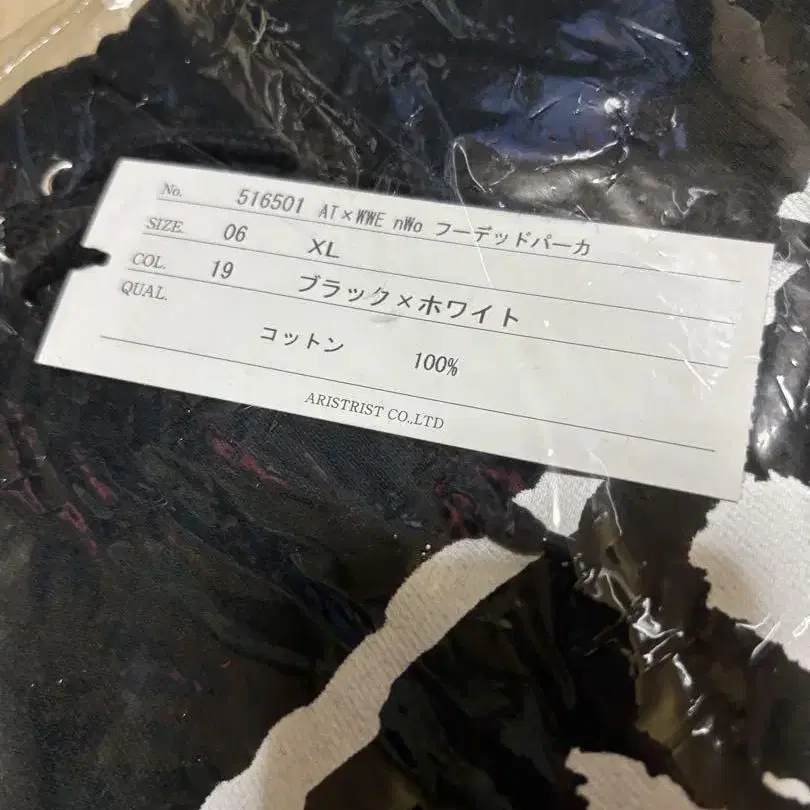 No. 516501 AT×WWE nWo フーデッドパーカ
SIZE. 06 XL
COL. 19 ブラック×ホワイト
QUAL.
コットン 100%
ARISTRIST CO.,LTD